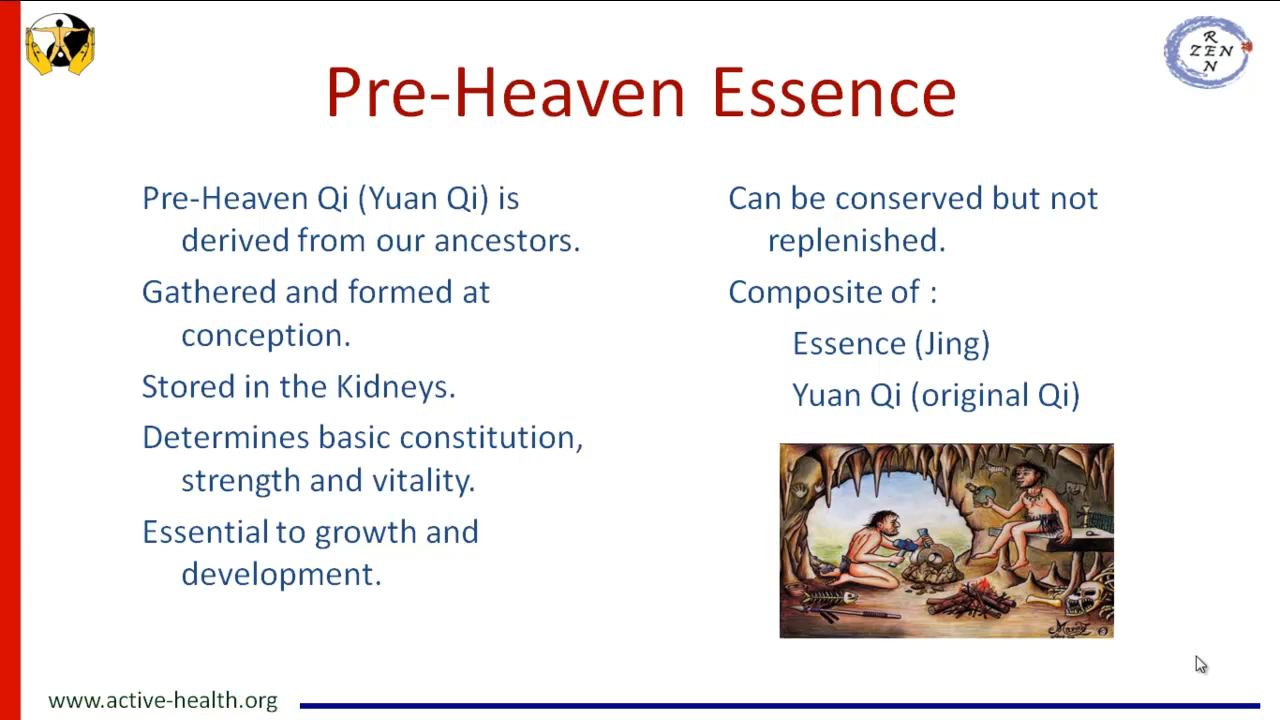 ZEN
REN
Pre-Heaven Essence
Pre-Heaven Qi (Yuan Qi) is
derived from our ancestors.
Gathered and formed at
conception.
Stored in the Kidneys.
Determines basic constitution,
strength and vitality.
Essential to growth and
development.
Can be conserved but not
replenished.
Composite of :
Essence (Jing)
Yuan Qi (original Qi)
www.active-health.org